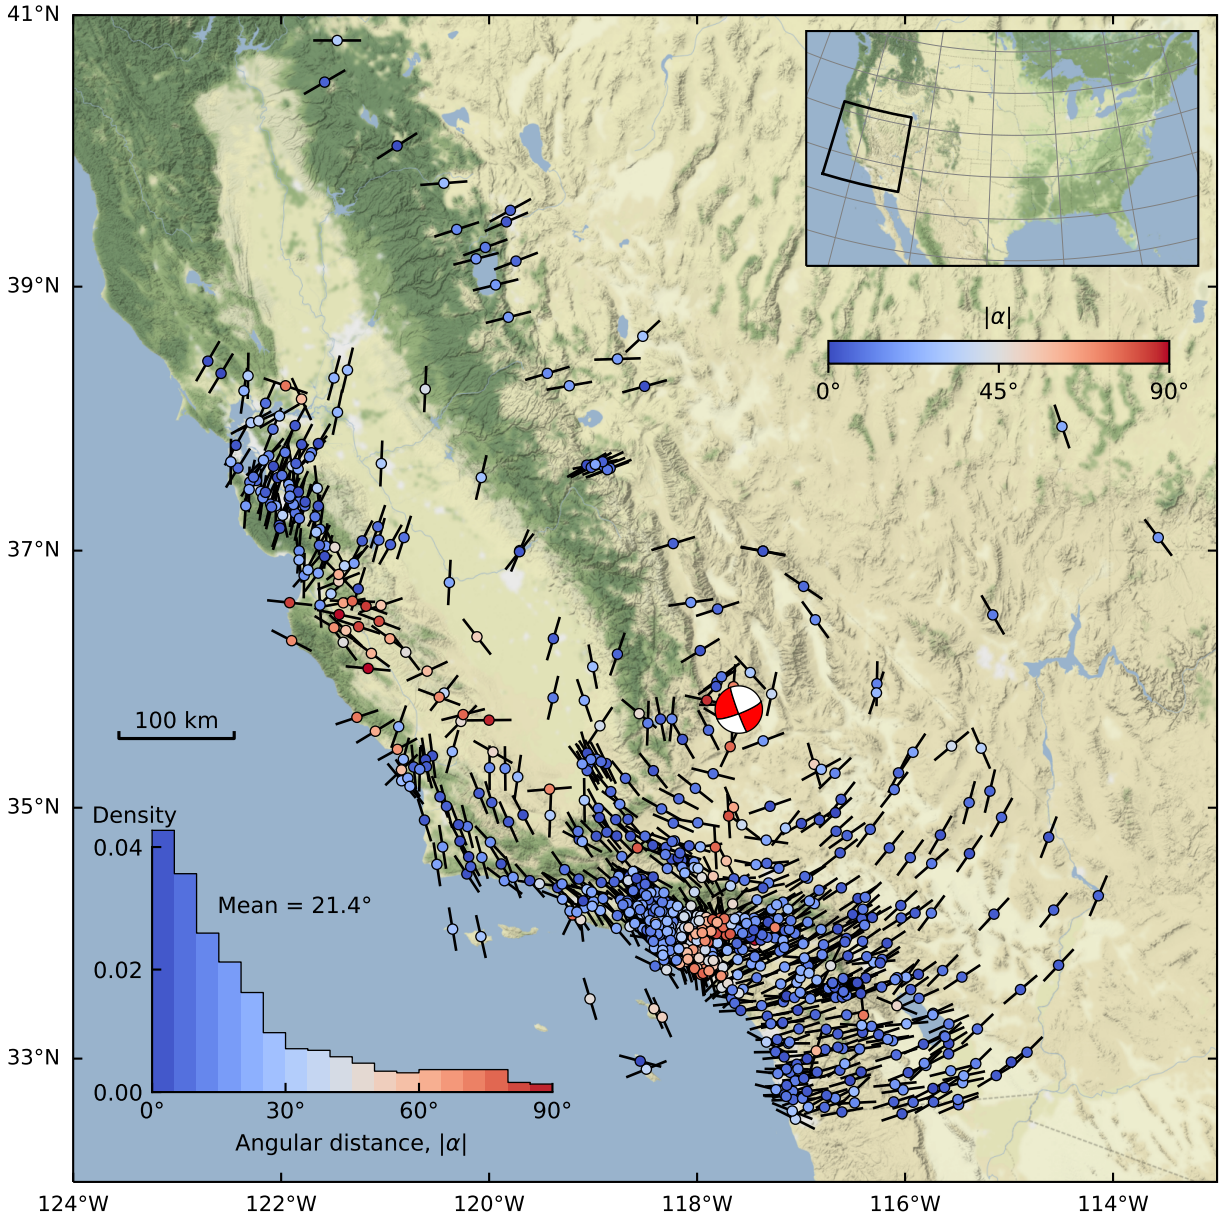 41°N
39°N
37°N
35°N
33°N
|α|
0°
45°
90°
100 km
Density
0.04
0.02
0.00
Mean = 21.4°
0°
30°
60°
90°
Angular distance, |α|
124°W
122°W
120°W
118°W
116°W
114°W